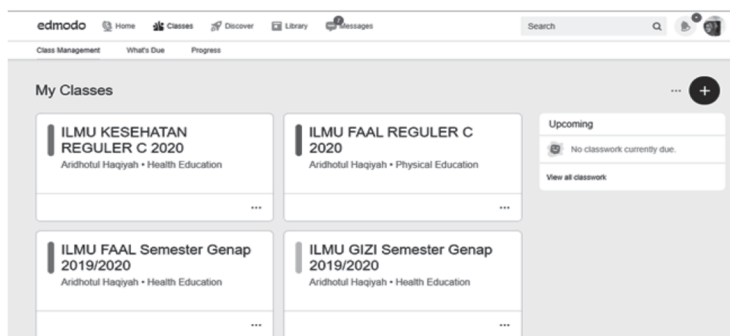 edmodo Home Classes Discover Library Messages Search
Class Management What's Due Progress
My Classes
ILMU KESEHATAN
REGULER C 2020
Aridhotul Haqiyah • Health Education
ILMU FAAL REGULER C
2020
Aridhotul Haqiyah • Physical Education
Upcoming
No classwork currently due.
View all classwork
ILMU FAAL Semester Genap
2019/2020
Aridhotul Haqiyah • Health Education
ILMU GIZI Semester Genap
2019/2020
Aridhotul Haqiyah • Health Education